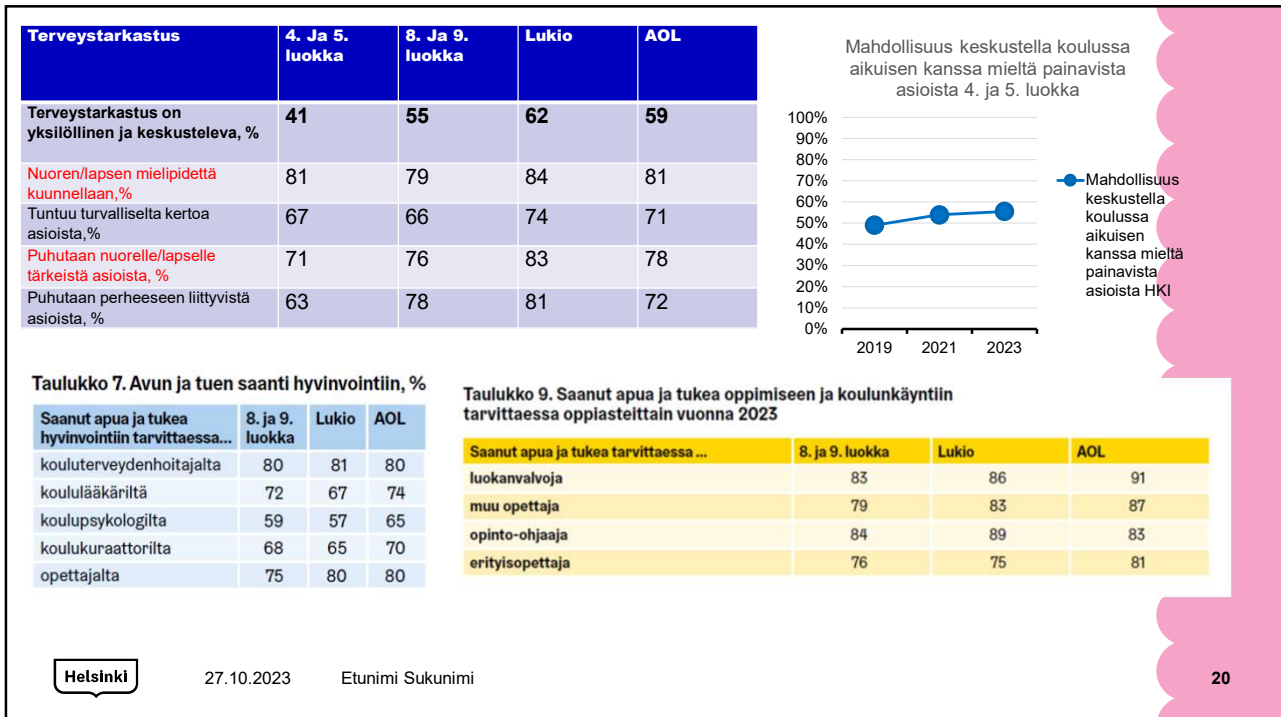 Terveystarkastus 4. Ja 5. luokka 8. Ja 9. luokka Lukio AOL
Terveystarkastus on yksilöllinen ja keskusteleva, % 41 55 62 59
Nuoren/lapsen mielipidettä kuunnellaan,% 81 79 84 81
Tuntuu turvalliselta kertoa asioista,% 67 66 74 71
Puhutaan nuorelle/lapselle tärkeistä asioista, % 71 76 83 78
Puhutaan perheeseen liittyvistä asioista, % 63 78 81 72
Mahdollisuus keskustella koulussa
aikuisen kanssa mieltä painavista
asioista 4. ja 5. luokka
100%
90%
80%
70%
60%
50%
40%
30%
20%
10%
0%
2019 2021 2023
Mahdollisuus
keskustella
koulussa
aikuisen
kanssa mieltä
painavista
asioista HKI
Taulukko 7. Avun ja tuen saanti hyvinvointiin, %
Saanut apua ja tukea hyvinvointiin tarvittaessa... 8. ja 9. luokka Lukio AOL
kouluterveydenhoitajalta 80 81 80
koululääkäriltä 72 67 74
koulupsykologilta 59 57 65
koulukuraattorilta 68 65 70
opettajalta 75 80 80
Taulukko 9. Saanut apua ja tukea oppimiseen ja koulunkäyntiin
tarvittaessa oppiasteittain vuonna 2023
Saanut apua ja tukea tarvittaessa ... 8. ja 9. luokka Lukio AOL
luokanvalvoja 83 86 91
muu opettaja 79 83 87
opinto-ohjaaja 84 89 83
erityisopettaja 76 75 81
Helsinki 27.10.2023 Etunimi Sukunimi 20